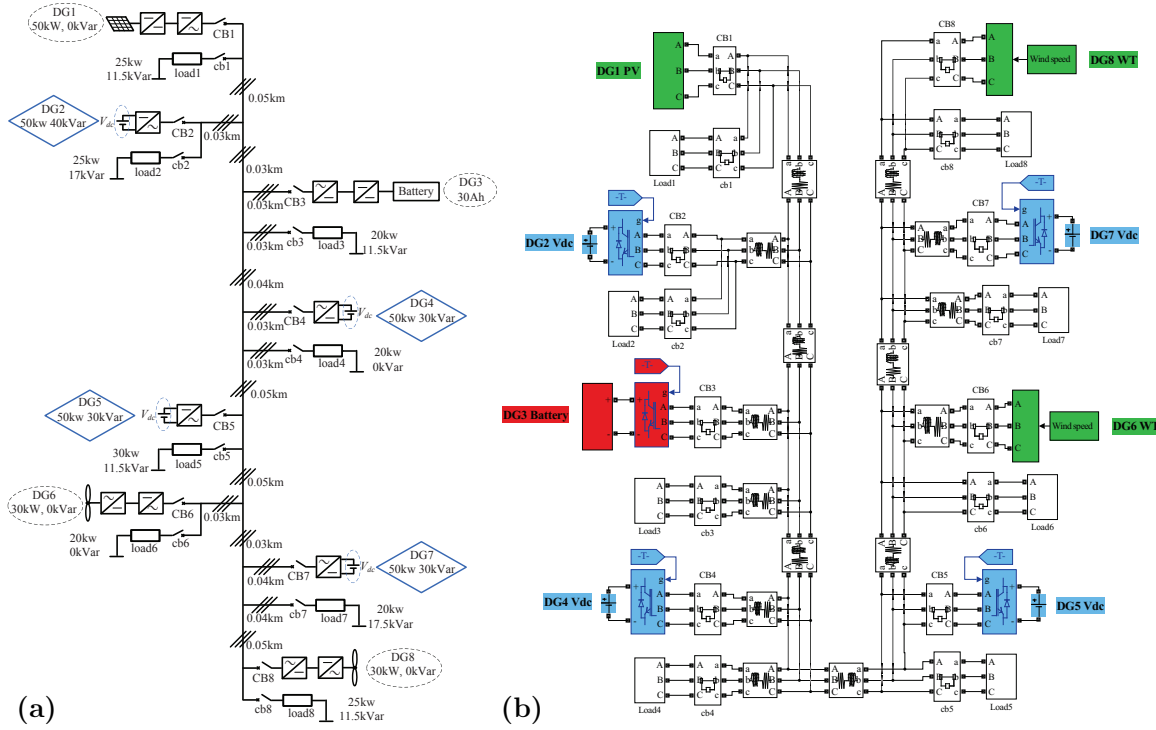 DG1
50kW, 0kVar
CB1
25kw
11.5kVar
load1
cb1
0.05km
DG2
50kw 40kVar
Vdc
CB2
0.03km
25kw
17kVar
load2
cb2
0.03km
0.03km
CB3
Battery
DG3
30Ah
0.03km
cb3
load3
20kw
11.5kVar
0.04km
0.03km
CB4
Vdc
DG4
50kw 30kVar
0.03km
cb4
load4
20kw
0kVar
0.05km
DG5
50kw 30kVar
Vdc
CB5
30kw
11.5kVar
load5
cb5
0.05km
DG6
30kW, 0kVar
CB6
0.03km
20kw
0kVar
load6
cb6
0.03km
0.04km
CB7
Vdc
DG7
50kw 30kVar
0.04km
cb7
load7
20kw
17.5kVar
0.05km
CB8
DG8
30kW, 0kVar
cb8
load8
25kw
11.5kVar
(a)
DG1 PV
A
B
C
CB1
a A
b B
c C
Load1
A
B
C
cb1
A a
B b
C c
a b c
A B C
DG2 Vdc
-T-
g
+
-
A
B
C
CB2
A a
B b
C c
a A
b B
c C
Load2
A
B
C
cb2
A a
B b
C c
a b c
A B C
DG3 Battery
+
-
-T-
g
+
-
A
B
C
CB3
A a
B b
C c
a A
b B
c C
Load3
A
B
C
cb3
A a
B b
C c
a A
b B
c C
a b c
A B C
DG4 Vdc
-T-
g
+
-
A
B
C
CB4
A a
B b
C c
a A
b B
c C
Load4
A
B
C
cb4
A a
B b
C c
a A
b B
c C
A a
B b
C c
CB8
a A
b B
c C
A
B
C
Wind speed
DG8 WT
cb8
A a
B b
C c
A
B
C
Load8
a b c
A B C
-T-
CB7
A
B
C
g
+
-
DG7 Vdc
cb7
A
B
C
Load7
a b c
A B C
CB6
A
B
C
Wind speed
DG6 WT
cb6
A
B
C
Load6
a b c
A B C
-T-
CB5
A
B
C
g
+
-
DG5 Vdc
cb5
A
B
C
Load5
(b)